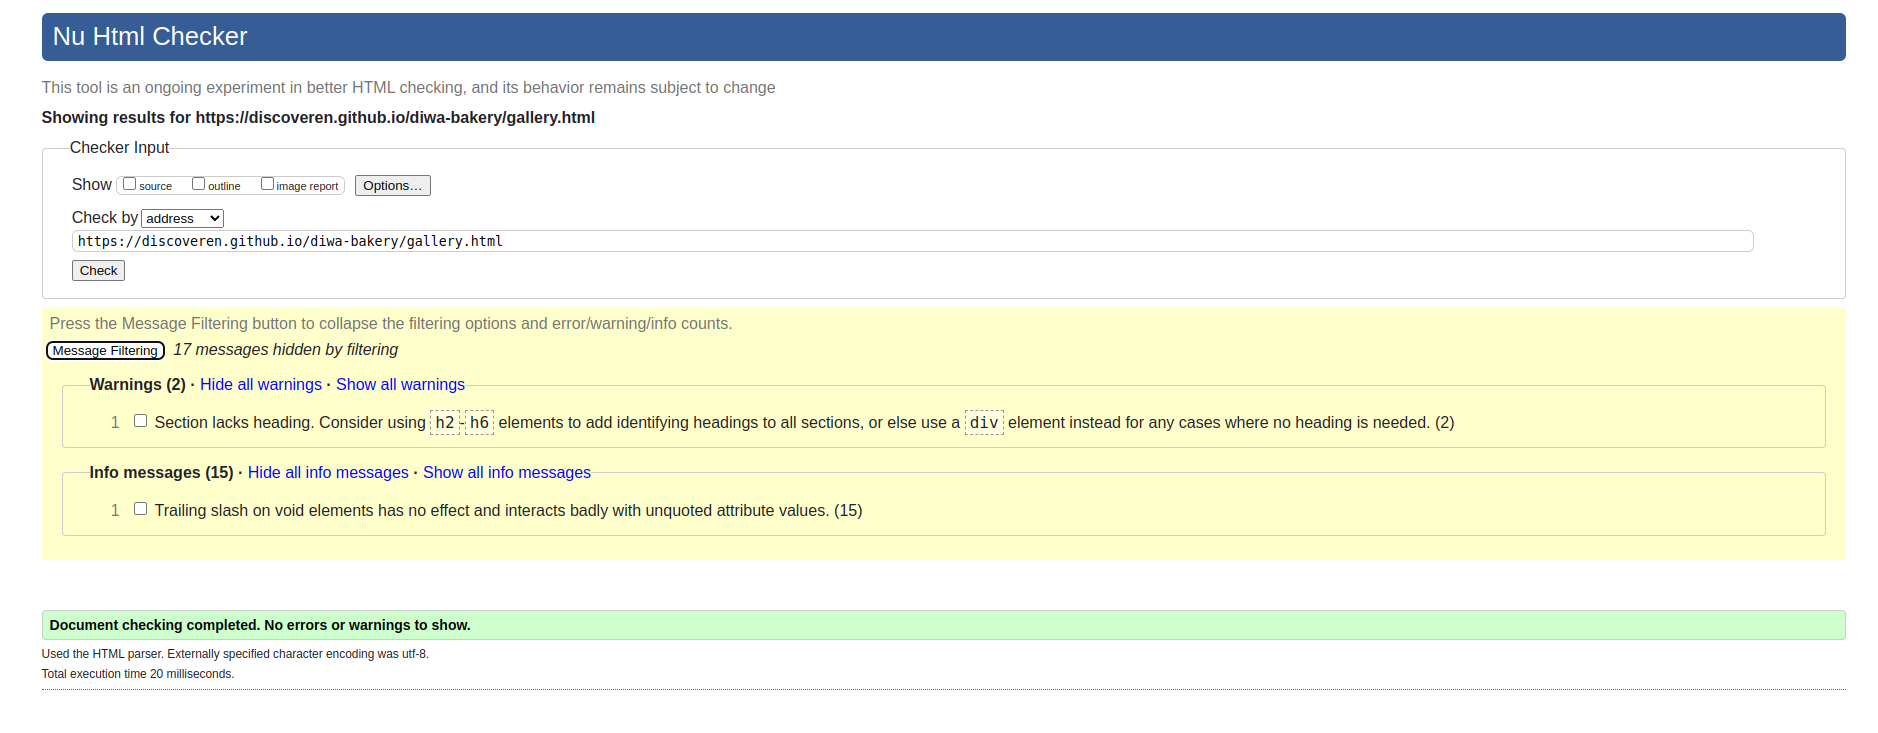 Nu Html Checker
This tool is an ongoing experiment in better HTML checking, and its behavior remains subject to change
Showing results for https://discoveren.github.io/diwa-bakery/gallery.html
Checker Input
Show source outline image report Options…
Check by address
https://discoveren.github.io/diwa-bakery/gallery.html
Check
Press the Message Filtering button to collapse the filtering options and error/warning/info counts.
Message Filtering 17 messages hidden by filtering
Warnings (2) · Hide all warnings · Show all warnings
1 Section lacks heading. Consider using h2-h6 elements to add identifying headings to all sections, or else use a div element instead for any cases where no heading is needed. (2)
Info messages (15) · Hide all info messages · Show all info messages
1 Trailing slash on void elements has no effect and interacts badly with unquoted attribute values. (15)
Document checking completed. No errors or warnings to show.
Used the HTML parser. Externally specified character encoding was utf-8.
Total execution time 20 milliseconds.